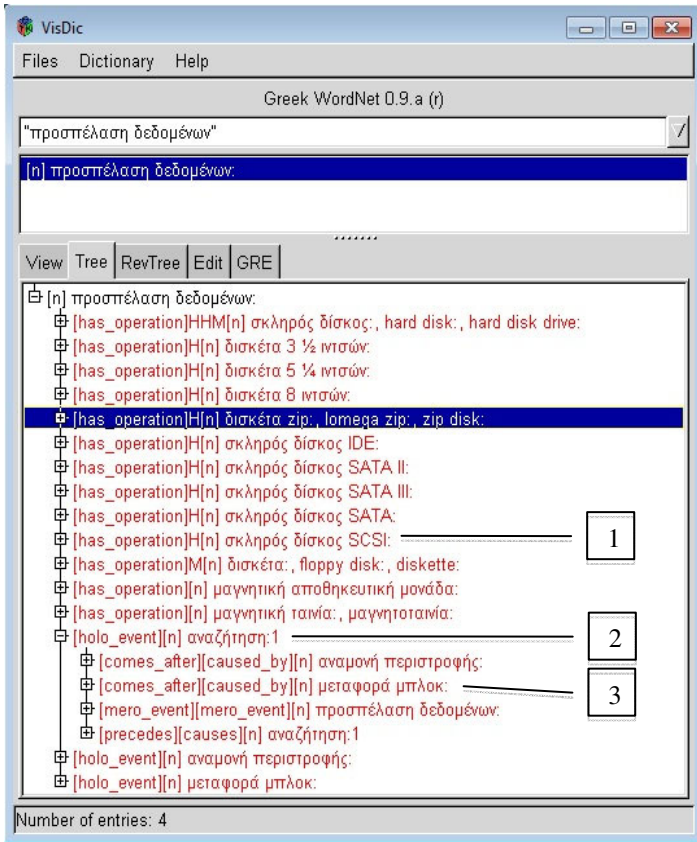 VisDic
Files Dictionary Help
Greek WordNet 0.9.a (r)
"προσπέλαση δεδομένων"
[n] προσπέλαση δεδομένων:
View Tree RevTree Edit GRE
[n] προσπέλαση δεδομένων:
[has_operation]HHM[n] σκληρός δίσκος:, hard disk:, hard disk drive:
[has_operation]H[n] δισκέτα 3 ½ ιντσών:
[has_operation]H[n] δισκέτα 5 ¼ ιντσών:
[has_operation]H[n] δισκέτα 8 ιντσών:
[has_operation]H[n] δισκέτα zip:, Iomega zip:, zip disk:
[has_operation]H[n] σκληρός δίσκος IDE:
[has_operation]H[n] σκληρός δίσκος SATA II:
[has_operation]H[n] σκληρός δίσκος SATA III:
[has_operation]H[n] σκληρός δίσκος SATA:
[has_operation]H[n] σκληρός δίσκος SCSI: 1
[has_operation]M[n] δισκέτα:, floppy disk:, diskette:
[has_operation][n] μαγνητική αποθηκευτική μονάδα:
[has_operation][n] μαγνητική ταινία:, μαγνητοταινία:
[holo_event][n] αναζήτηση:1 2
[comes_after][caused_by][n] αναμονή περιστροφής:
[comes_after][caused_by][n] μεταφορά μπλοκ: 3
[mero_event][mero_event][n] προσπέλαση δεδομένων:
[precedes][causes][n] αναζήτηση:1
[holo_event][n] αναμονή περιστροφής:
[holo_event][n] μεταφορά μπλοκ:
Number of entries: 4